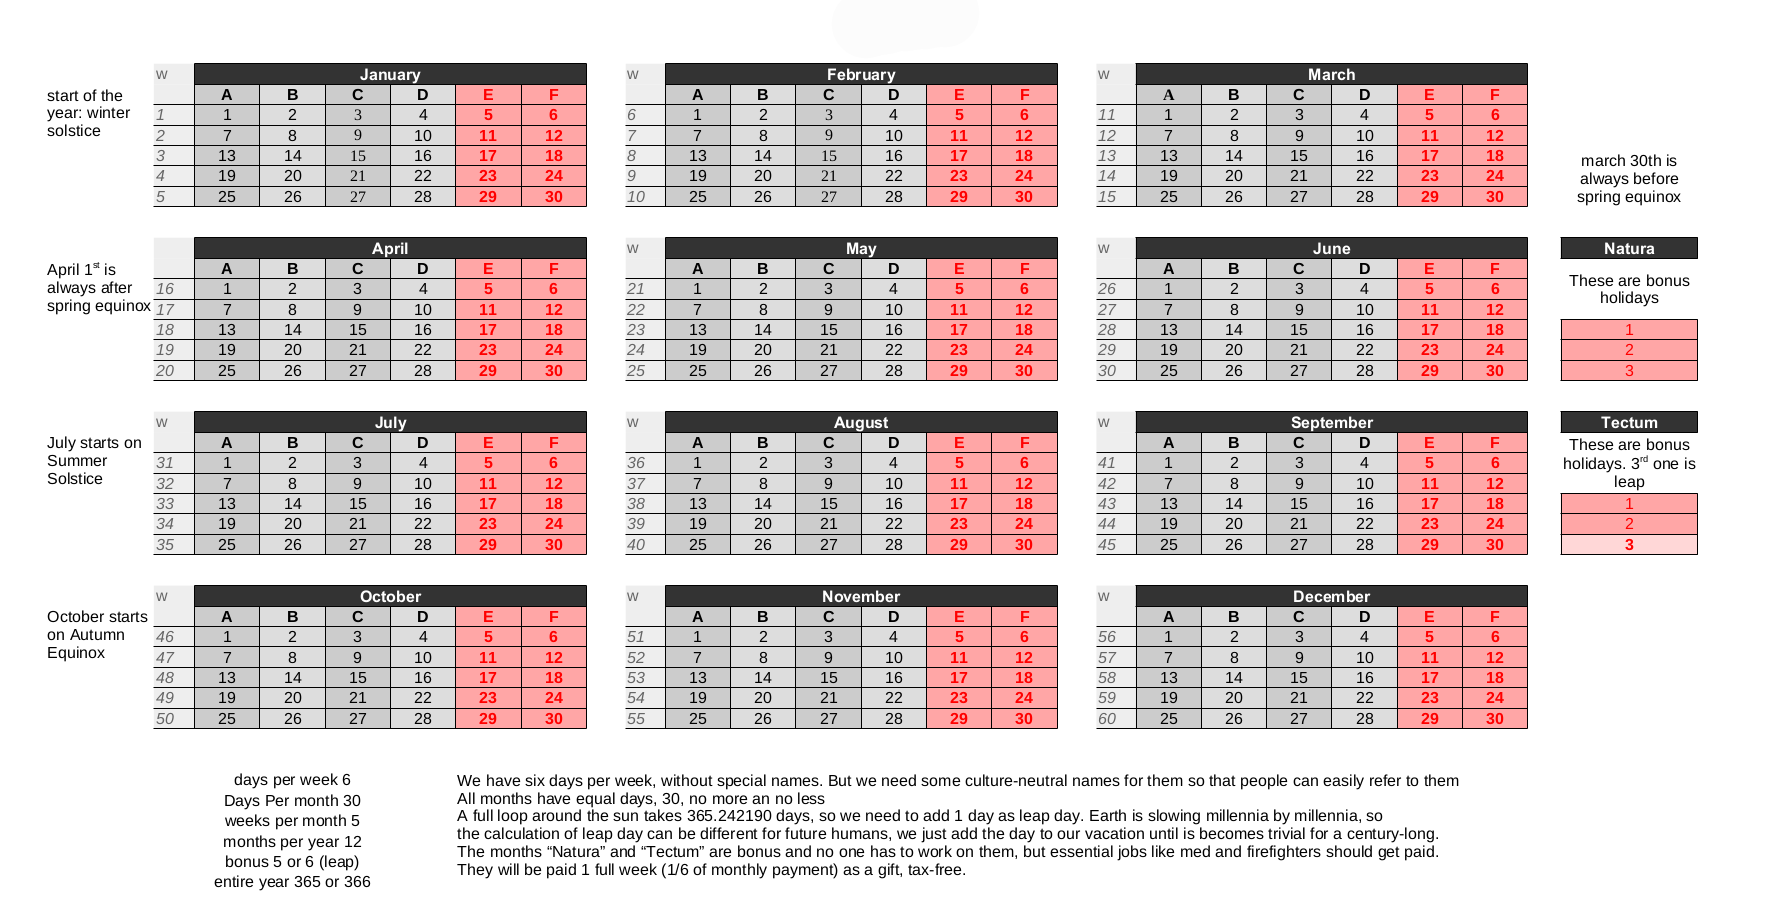 w January w February w March
A B C D E F A B C D E F A B C D E F
start of the
year: winter
solstice
1 1 2 3 4 5 6 6 1 2 3 4 5 6 11 1 2 3 4 5 6
2 7 8 9 10 11 12 7 7 8 9 10 11 12 12 7 8 9 10 11 12
3 13 14 15 16 17 18 8 13 14 15 16 17 18 13 13 14 15 16 17 18
4 19 20 21 22 23 24 9 19 20 21 22 23 24 14 19 20 21 22 23 24
5 25 26 27 28 29 30 10 25 26 27 28 29 30 15 25 26 27 28 29 30
march 30th is
always before
spring equinox
April w May w June Natura
A B C D E F A B C D E F A B C D E F
April 1st is
always after
spring equinox
16 1 2 3 4 5 6 21 1 2 3 4 5 6 26 1 2 3 4 5 6
17 7 8 9 10 11 12 22 7 8 9 10 11 12 27 7 8 9 10 11 12
18 13 14 15 16 17 18 23 13 14 15 16 17 18 28 13 14 15 16 17 18
19 19 20 21 22 23 24 24 19 20 21 22 23 24 29 19 20 21 22 23 24
20 25 26 27 28 29 30 25 25 26 27 28 29 30 30 25 26 27 28 29 30
These are bonus
holidays
1
2
3
w July w August w September Tectum
A B C D E F A B C D E F A B C D E F
July starts on
Summer
Solstice
31 1 2 3 4 5 6 36 1 2 3 4 5 6 41 1 2 3 4 5 6
32 7 8 9 10 11 12 37 7 8 9 10 11 12 42 7 8 9 10 11 12
33 13 14 15 16 17 18 38 13 14 15 16 17 18 43 13 14 15 16 17 18
34 19 20 21 22 23 24 39 19 20 21 22 23 24 44 19 20 21 22 23 24
35 25 26 27 28 29 30 40 25 26 27 28 29 30 45 25 26 27 28 29 30
These are bonus
holidays. 3rd one is
leap
1
2
3
w October w November w December
A B C D E F A B C D E F A B C D E F
October starts
on Autumn
Equinox
46 1 2 3 4 5 6 51 1 2 3 4 5 6 56 1 2 3 4 5 6
47 7 8 9 10 11 12 52 7 8 9 10 11 12 57 7 8 9 10 11 12
48 13 14 15 16 17 18 53 13 14 15 16 17 18 58 13 14 15 16 17 18
49 19 20 21 22 23 24 54 19 20 21 22 23 24 59 19 20 21 22 23 24
50 25 26 27 28 29 30 55 25 26 27 28 29 30 60 25 26 27 28 29 30
days per week 6
Days Per month 30
weeks per month 5
months per year 12
bonus 5 or 6 (leap)
entire year 365 or 366
We have six days per week, without special names. But we need some culture-neutral names for them so that people can easily refer to them
All months have equal days, 30, no more an no less
A full loop around the sun takes 365.242190 days, so we need to add 1 day as leap day. Earth is slowing millennia by millennia, so
the calculation of leap day can be different for future humans, we just add the day to our vacation until is becomes trivial for a century-long.
The months “Natura” and “Tectum” are bonus and no one has to work on them, but essential jobs like med and firefighters should get paid.
They will be paid 1 full week (1/6 of monthly payment) as a gift, tax-free.